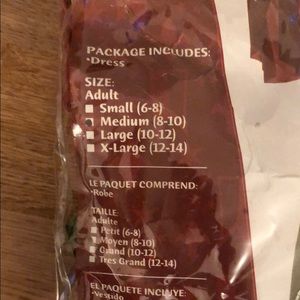 PACKAGE INCLUDES:
•Dress
SIZE:
Adult
Small (6-8)
Medium (8-10)
Large (10-12)
X-Large (12-14)
LE PAQUET COMPREND:
•Robe
TAILLE:
Adulte
Petit (6-8)
Moyen (8-10)
Grand (10-12)
Tres Grand (12-14)
EL PAQUETE INCLUYE:
•Vestido